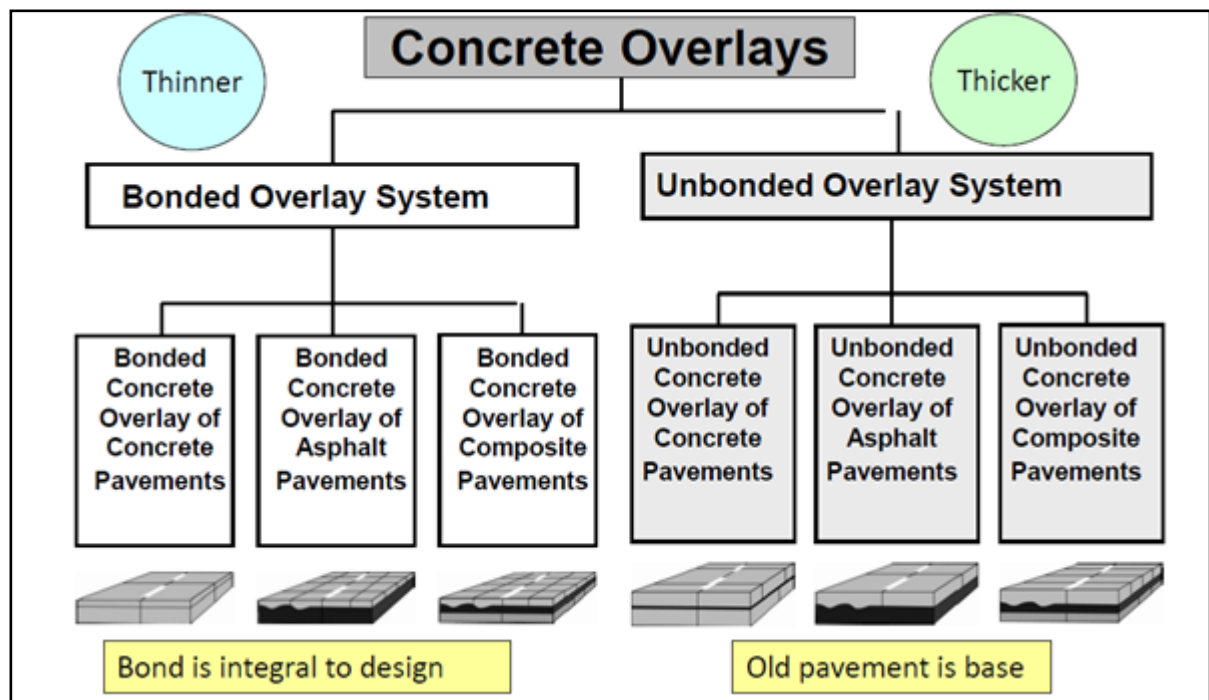 Concrete Overlays
Thinner
Thicker
Bonded Overlay System
Unbonded Overlay System
Bonded
Concrete
Overlay of
Concrete
Pavements
Bonded
Concrete
Overlay of
Asphalt
Pavements
Bonded
Concrete
Overlay of
Composite
Pavements
Unbonded
Concrete
Overlay of
Concrete
Pavements
Unbonded
Concrete
Overlay of
Asphalt
Pavements
Unbonded
Concrete
Overlay of
Composite
Pavements
Bond is integral to design
Old pavement is base